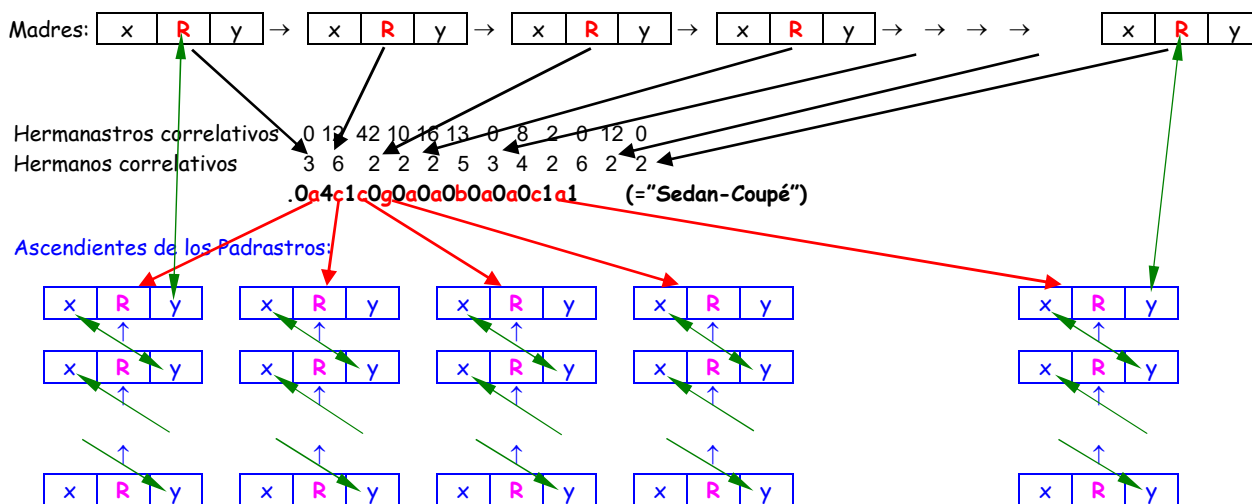 Madres: x R y → x R y → x R y → x R y → → → → x R y
Hermanastros correlativos 0 12 42 10 16 13 0 8 2 0 12 0
Hermanos correlativos 3 6 2 2 2 5 3 4 2 6 2 2
.0a4c1c0g0a0a0b0a0a0c1a1 (="Sedan-Coupé")
Ascendientes de los Padrastros:
x R y x R y x R y x R y x R y
↑ ↑ ↑ ↑ ↑
x R y x R y x R y x R y x R y
↑ ↑ ↑ ↑ ↑
↑ ↑ ↑ ↑ ↑
x R y x R y x R y x R y x R y